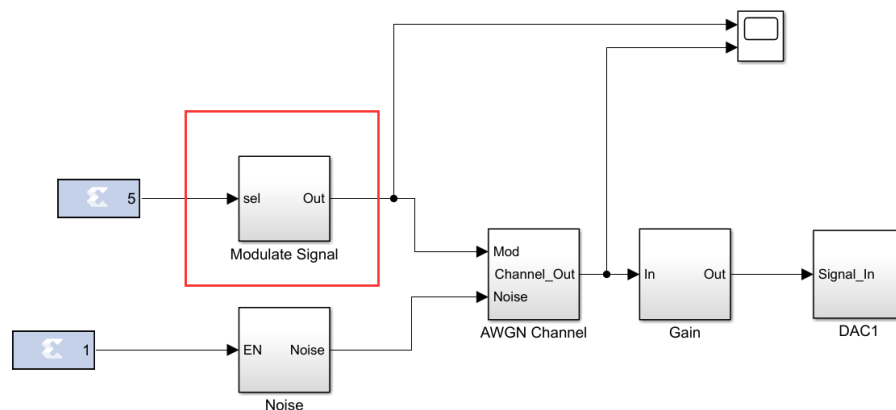 5
sel
Out
Modulate Signal
Mod
Channel_Out
Noise
AWGN Channel
In
Out
Gain
Signal_In
DAC1
1
EN
Noise
Noise